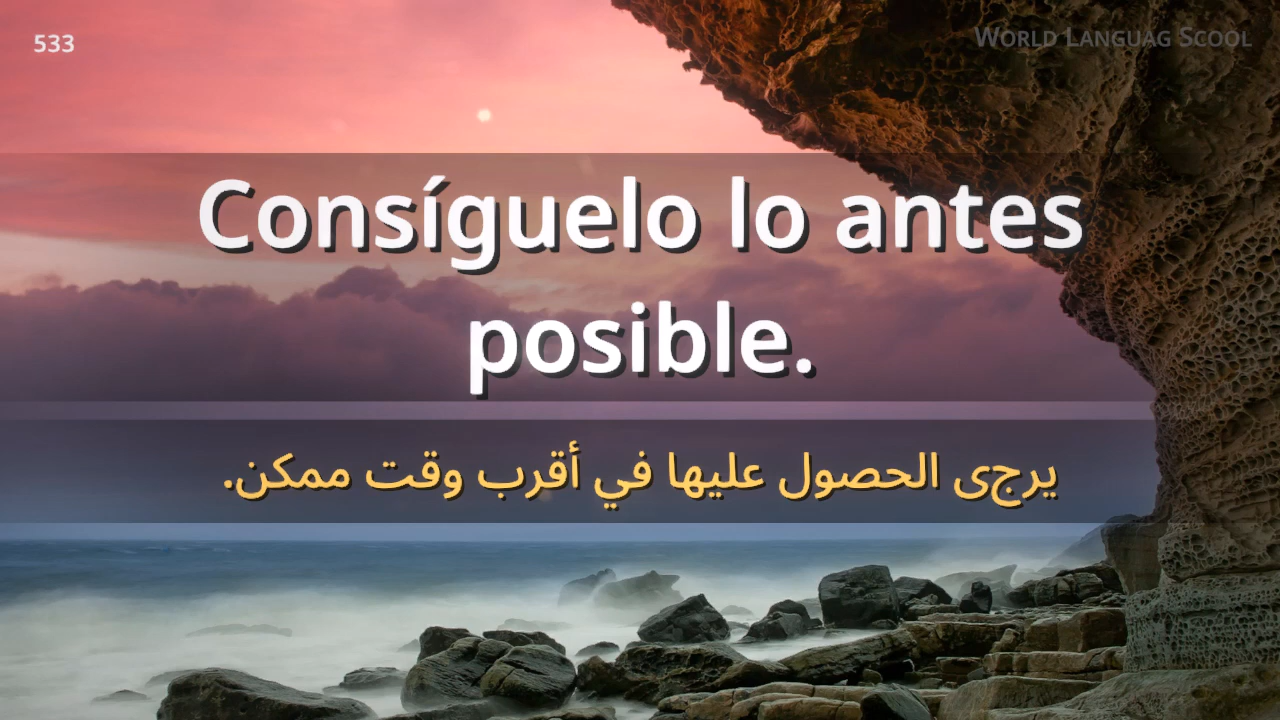 533
World Languag Scool
Consíguelo lo antes
posible.
يرجى الحصول عليها في أقرب وقت ممكن.